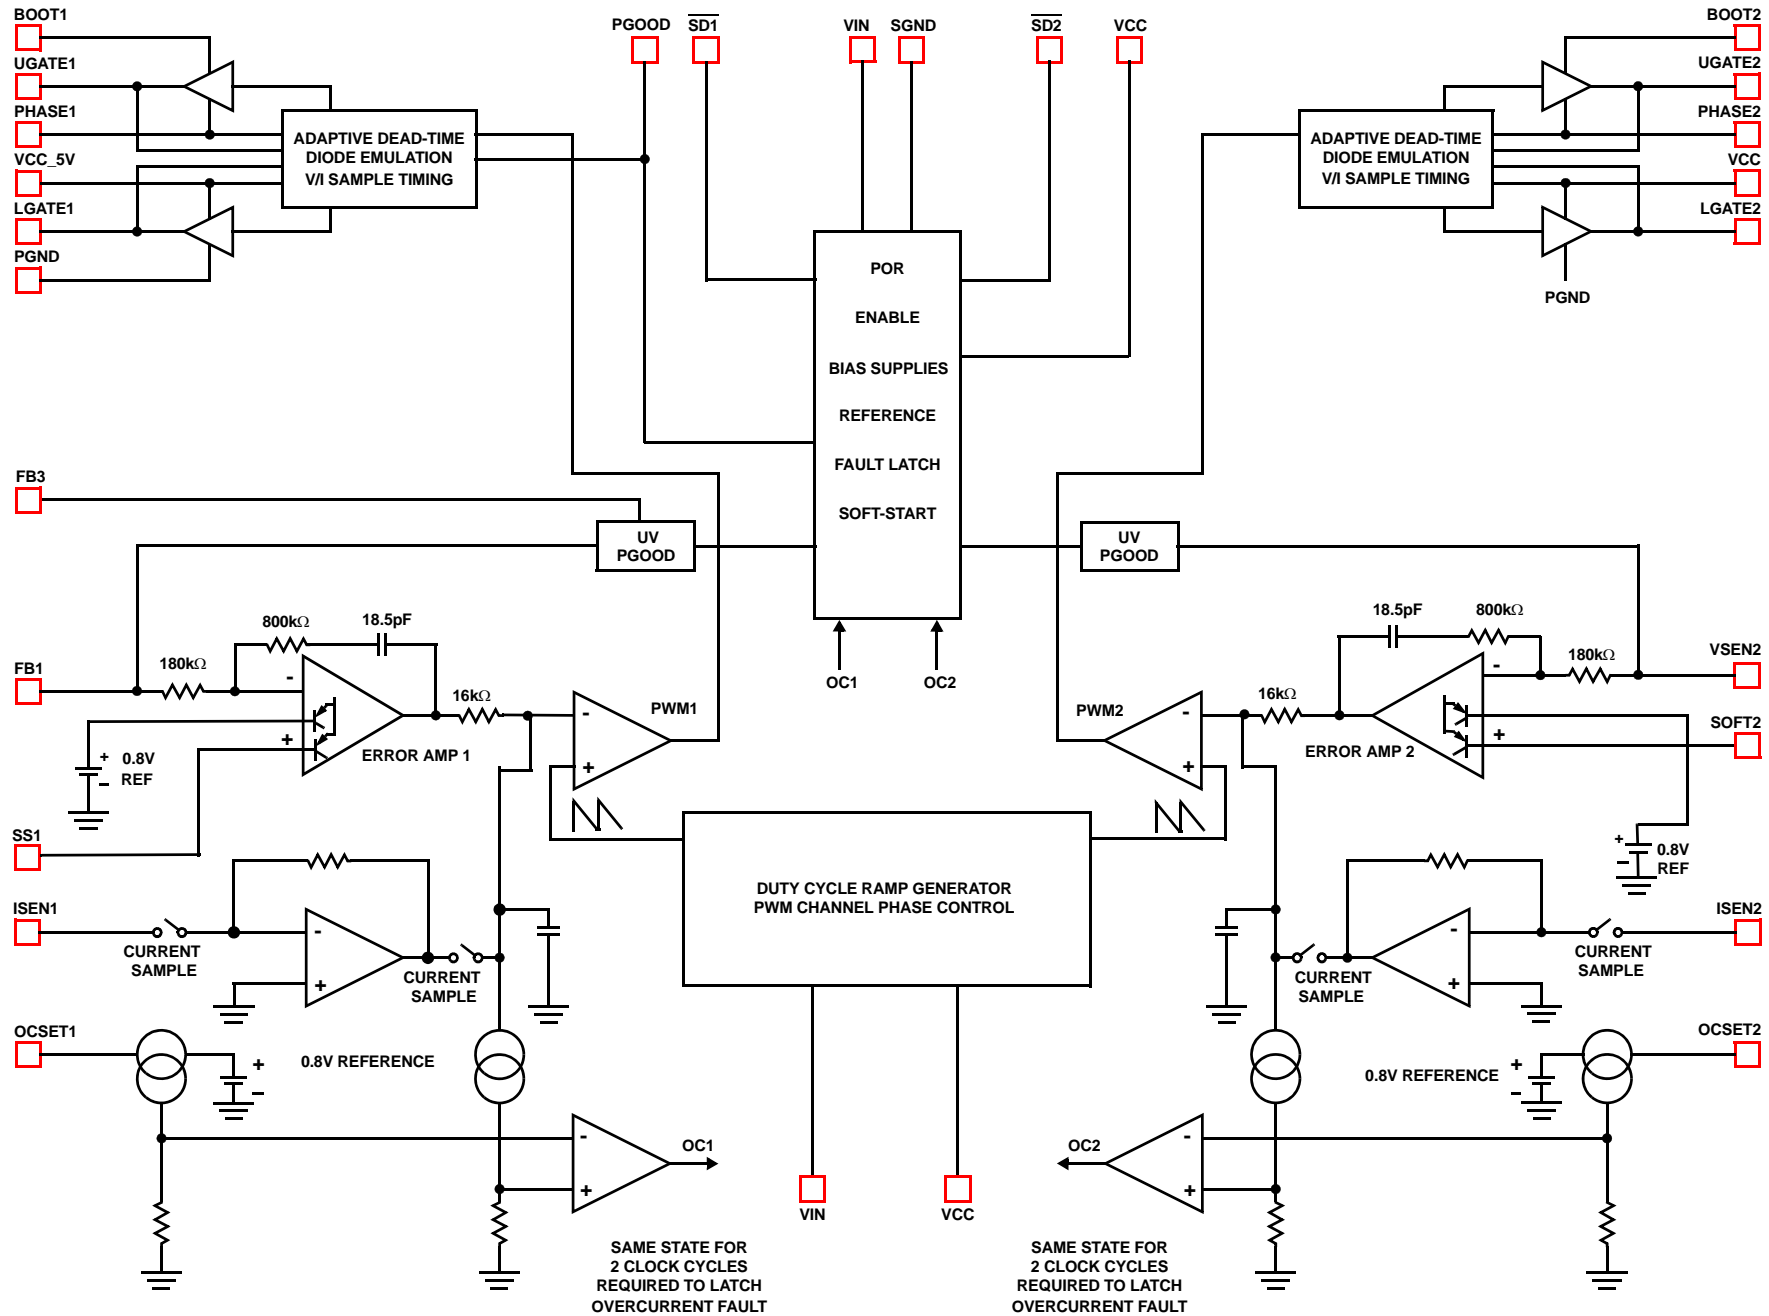 BOOT1
UGATE1
PHASE1
VCC_5V
LGATE1
PGND
ADAPTIVE DEAD-TIME
DIODE EMULATION
V/I SAMPLE TIMING
PGOOD
SD1
VIN
SGND
SD2
VCC
BOOT2
UGATE2
PHASE2
VCC
LGATE2
ADAPTIVE DEAD-TIME
DIODE EMULATION
V/I SAMPLE TIMING
PGND
POR
ENABLE
BIAS SUPPLIES
REFERENCE
FAULT LATCH
SOFT-START
OC1
OC2
FB3
UV
PGOOD
UV
PGOOD
FB1
180kΩ
800kΩ
18.5pF
-
+
ERROR AMP 1
16kΩ
-
+
PWM1
+
-
0.8V
REF
SS1
ISEN1
CURRENT
SAMPLE
-
+
CURRENT
SAMPLE
OCSET1
+
-
0.8V REFERENCE
-
+
OC1
SAME STATE FOR
2 CLOCK CYCLES
REQUIRED TO LATCH
OVERCURRENT FAULT
DUTY CYCLE RAMP GENERATOR
PWM CHANNEL PHASE CONTROL
VIN
VCC
18.5pF
800kΩ
180kΩ
VSEN2
SOFT2
-
+
ERROR AMP 2
16kΩ
PWM2
-
+
+
-
0.8V
REF
ISEN2
CURRENT
SAMPLE
-
+
CURRENT
SAMPLE
OCSET2
0.8V REFERENCE
+
-
OC2
-
+
SAME STATE FOR
2 CLOCK CYCLES
REQUIRED TO LATCH
OVERCURRENT FAULT